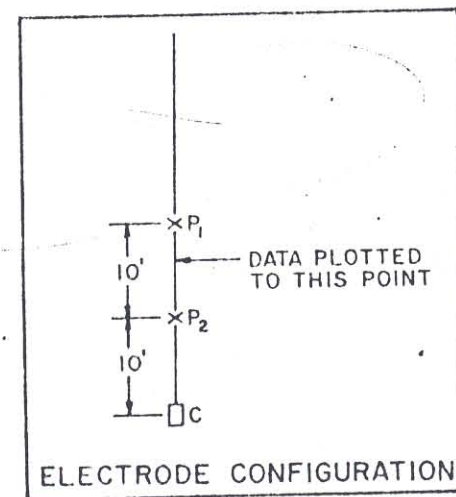 P₁
10'
DATA PLOTTED
TO THIS POINT
P₂
10'
C
ELECTRODE CONFIGURATION